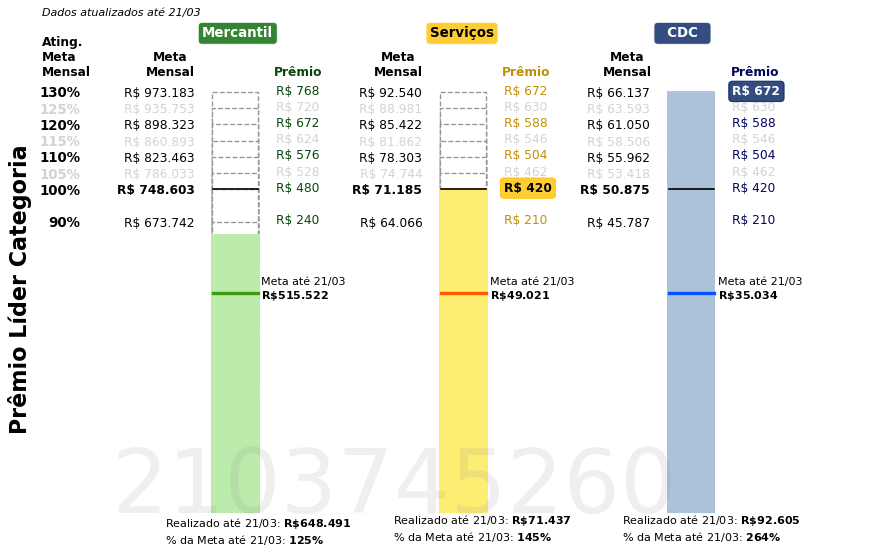 Dados atualizados até 21/03
Mercantil Serviços CDC
Ating. Meta Mensal Meta Mensal Prêmio Meta Mensal Prêmio Meta Mensal Prêmio
130% R$ 973.183 R$ 768 R$ 92.540 R$ 672 R$ 66.137 R$ 672
125% R$ 935.753 R$ 720 R$ 88.981 R$ 630 R$ 63.593 R$ 630
120% R$ 898.323 R$ 672 R$ 85.422 R$ 588 R$ 61.050 R$ 588
115% R$ 860.893 R$ 624 R$ 81.862 R$ 546 R$ 58.506 R$ 546
110% R$ 823.463 R$ 576 R$ 78.303 R$ 504 R$ 55.962 R$ 504
105% R$ 786.033 R$ 528 R$ 74.744 R$ 462 R$ 53.418 R$ 462
100% R$ 748.603 R$ 480 R$ 71.185 R$ 420 R$ 50.875 R$ 420
90% R$ 673.742 R$ 240 R$ 64.066 R$ 210 R$ 45.787 R$ 210
Prêmio Líder Categoria
Meta até 21/03 Meta até 21/03 Meta até 21/03
R$515.522 R$49.021 R$35.034
2103745260
Realizado até 21/03: R$648.491 Realizado até 21/03: R$71.437 Realizado até 21/03: R$92.605
% da Meta até 21/03: 125% % da Meta até 21/03: 145% % da Meta até 21/03: 264%